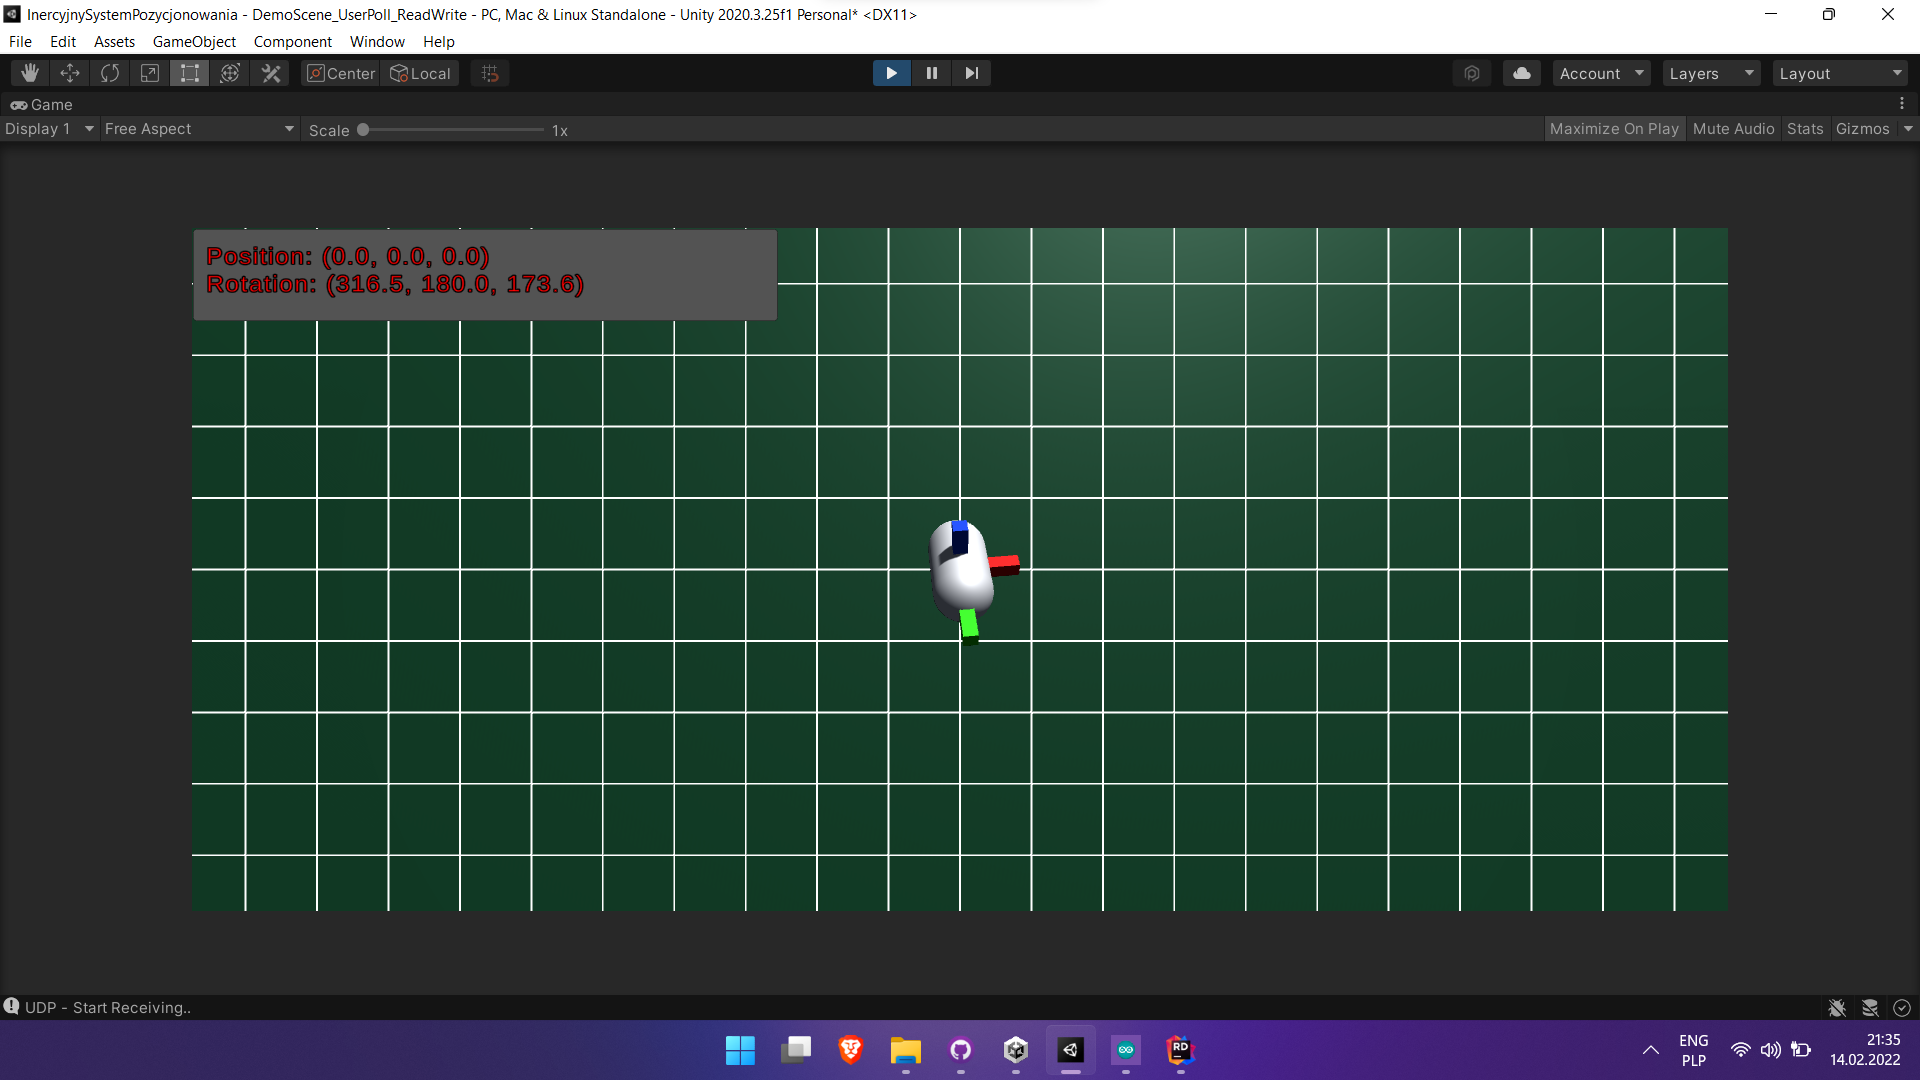 InercyjnySystemPozycjonowania - DemoScene_UserPoll_ReadWrite - PC, Mac & Linux Standalone - Unity 2020.3.25f1 Personal* <DX11>
File Edit Assets GameObject Component Window Help
Center Local Account Layers Layout
Game
Display 1 Free Aspect Scale 1x Maximize On Play Mute Audio Stats Gizmos
Position: (0.0, 0.0, 0.0)
Rotation: (316.5, 180.0, 173.6)
UDP - Start Receiving..
RD
ENG 21:35
PLP 14.02.2022